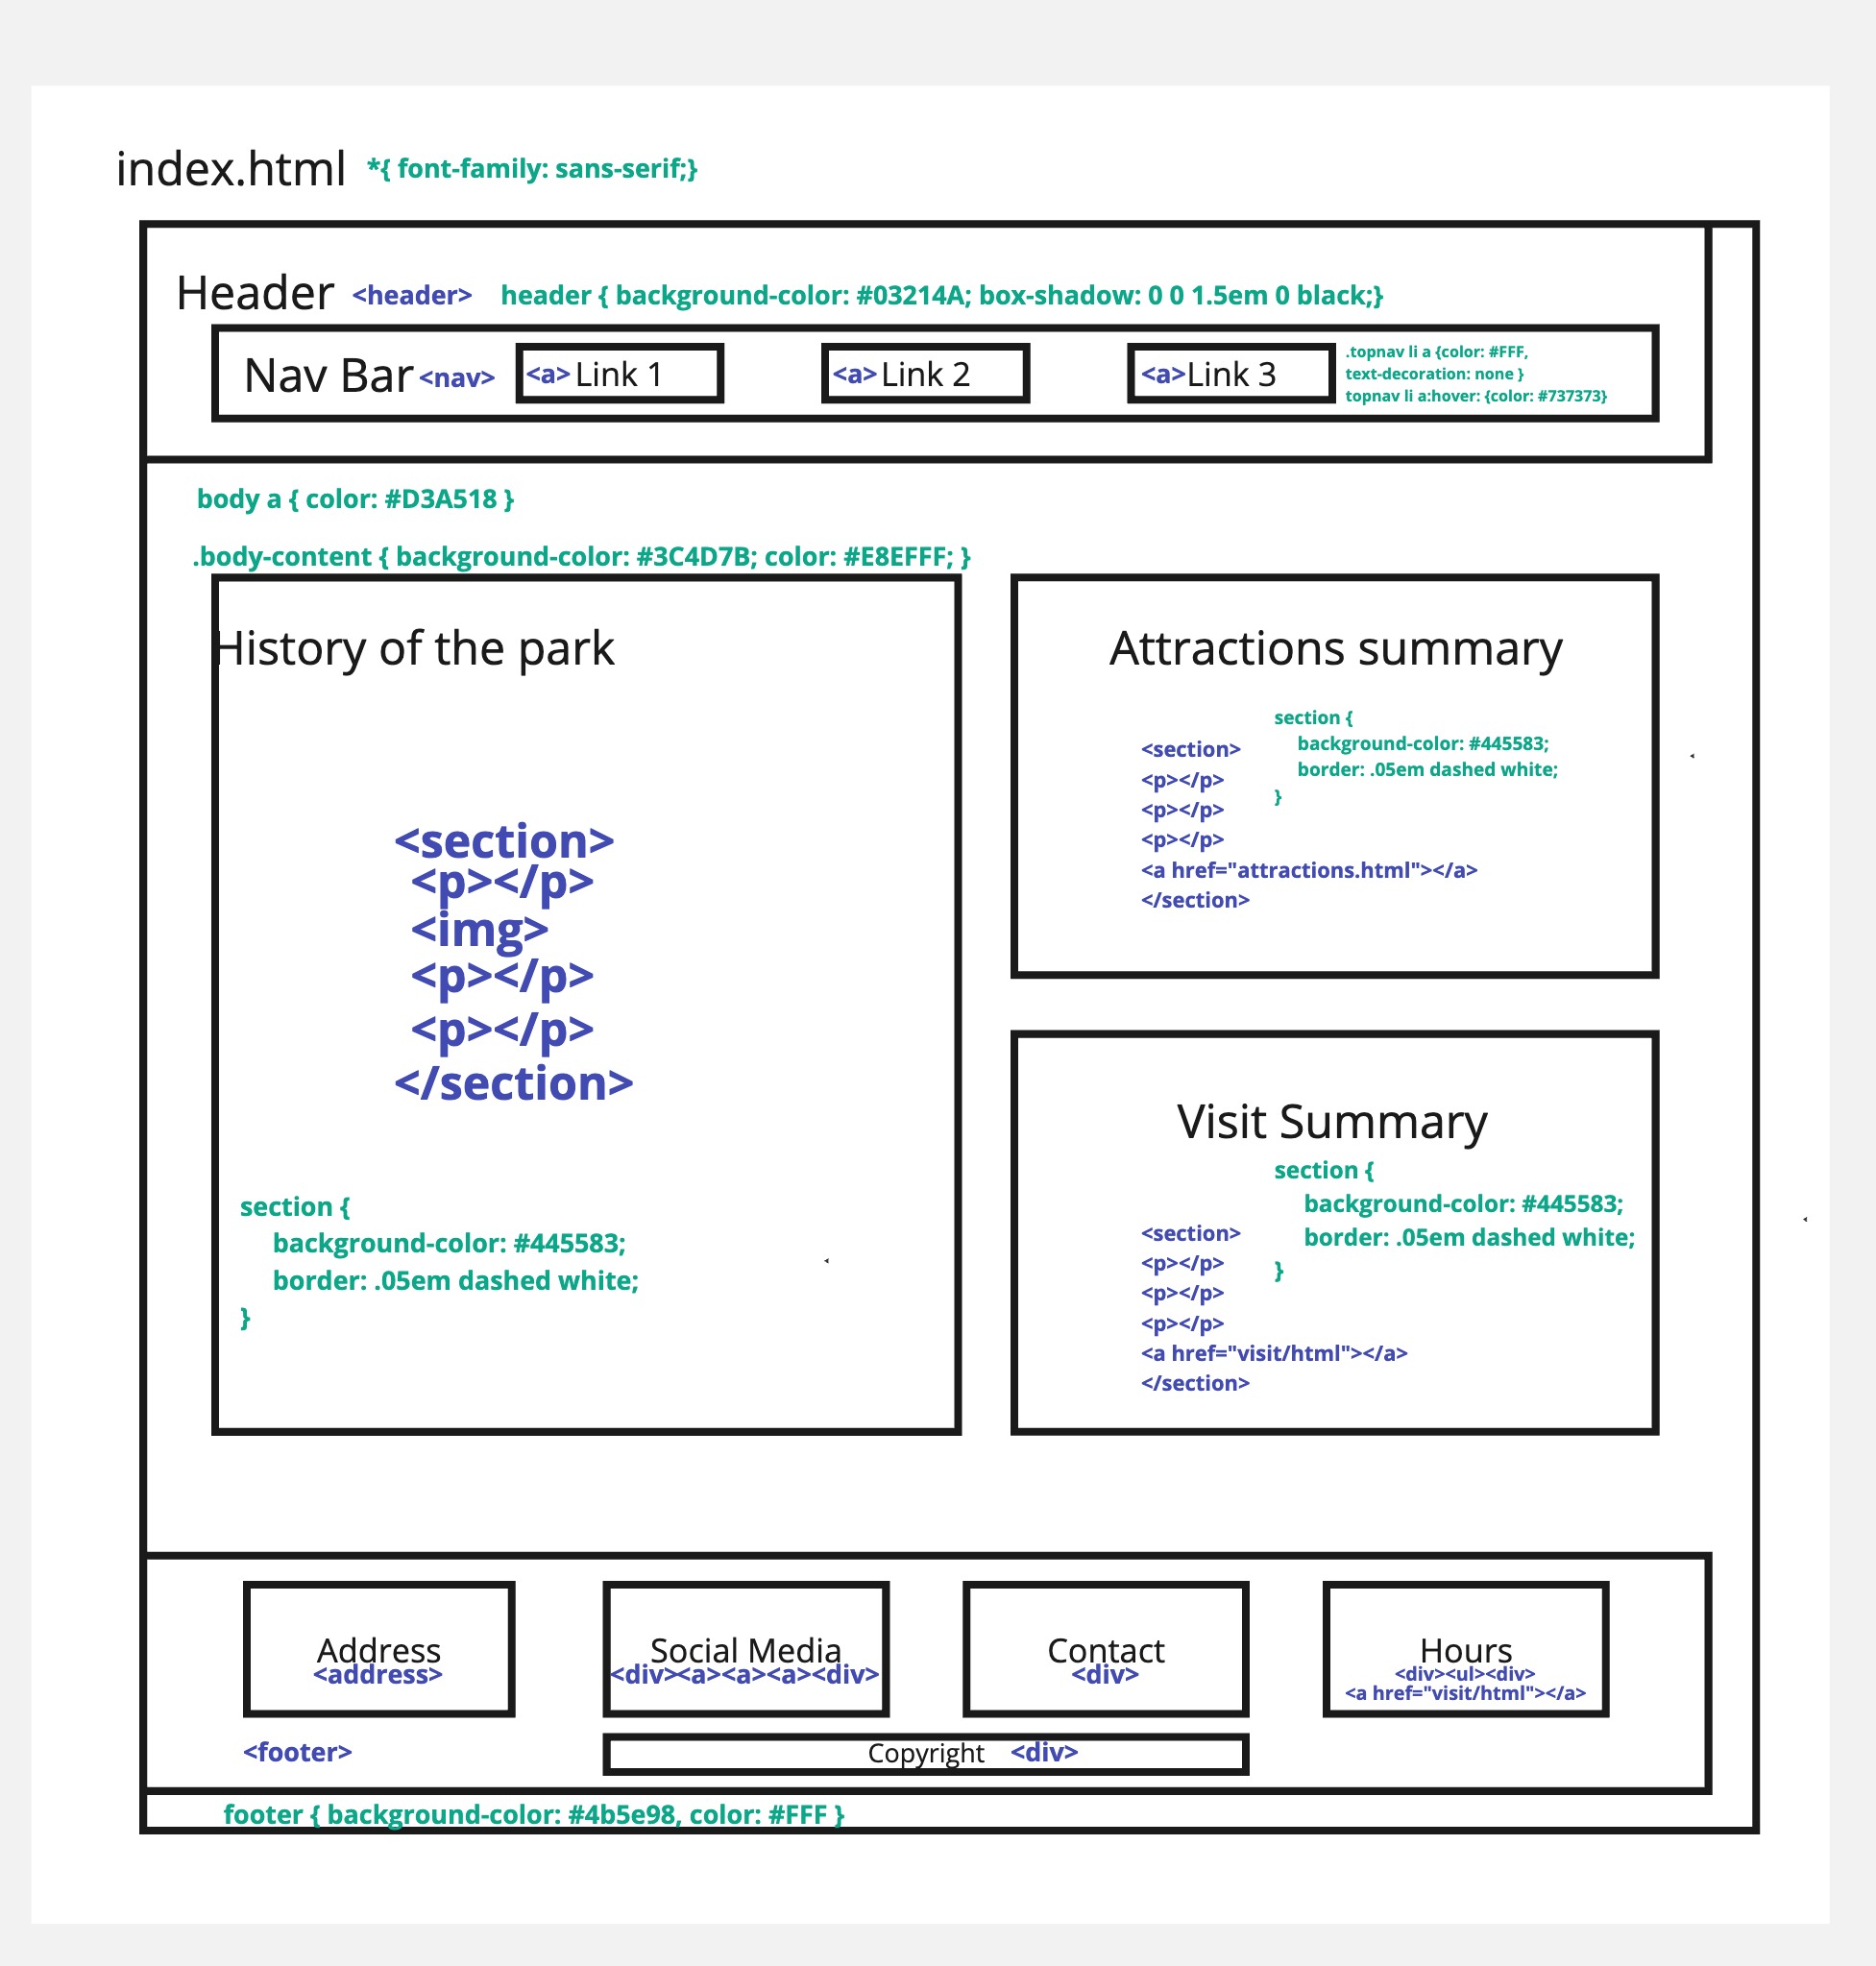 index.html *{ font-family: sans-serif;}
Header <header> header { background-color: #03214A; box-shadow: 0 0 1.5em 0 black;}
Nav Bar <nav> <a> Link 1 <a> Link 2 <a> Link 3
.topnav li a {color: #FFF,
text-decoration: none }
topnav li a:hover: {color: #737373}
body a { color: #D3A518 }
.body-content { background-color: #3C4D7B; color: #E8EFFF; }
History of the park
<section>
<p></p>
<img>
<p></p>
<p></p>
</section>
section {
background-color: #445583;
border: .05em dashed white;
}
Attractions summary
section {
background-color: #445583;
border: .05em dashed white;
}
<section>
<p></p>
<p></p>
<p></p>
<a href="attractions.html"></a>
</section>
Visit Summary
section {
background-color: #445583;
border: .05em dashed white;
}
<section>
<p></p>
<p></p>
<p></p>
<a href="visit/html"></a>
</section>
Address
<address>
Social Media
<div><a><a><a><div>
Contact
<div>
Hours
<div><ul><div>
<a href="visit/html"></a>
<footer>
Copyright <div>
footer { background-color: #4b5e98, color: #FFF }